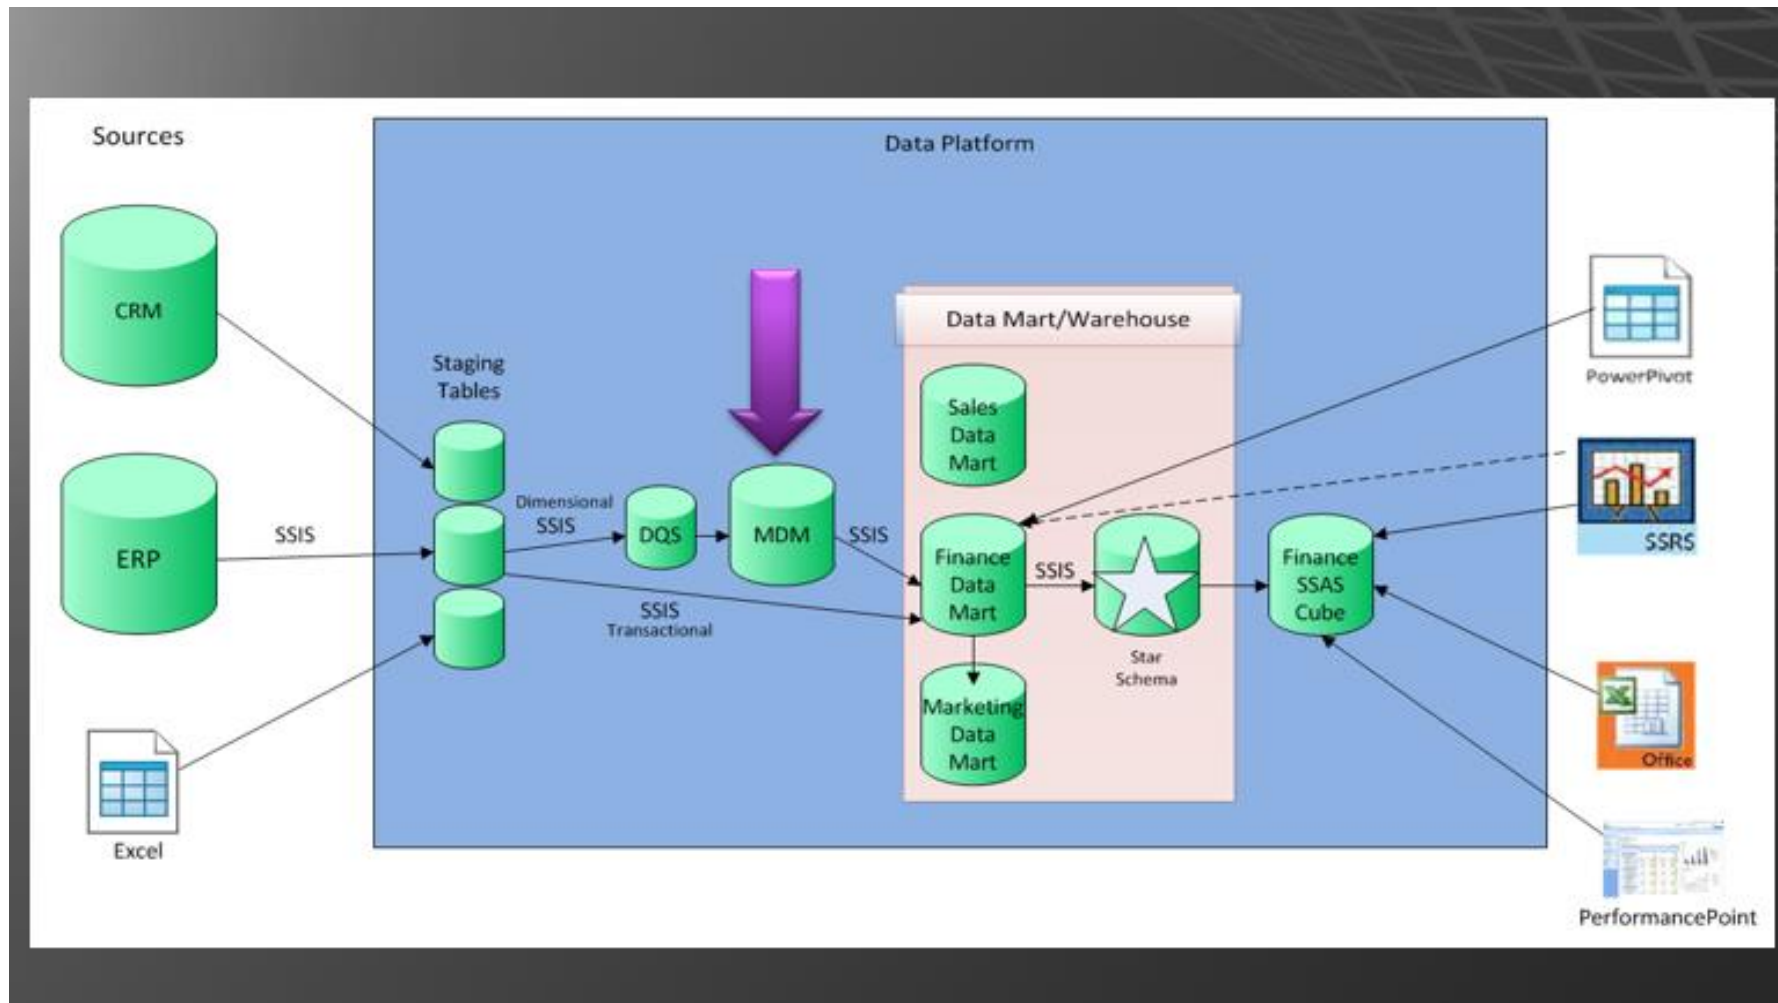 Sources
Data Platform
CRM
ERP
Excel
SSIS
Staging
Tables
Dimensional
SSIS
DQS
MDM
SSIS
SSIS
Transactional
Data Mart/Warehouse
Sales
Data
Mart
Finance
Data
Mart
SSIS
Star
Schema
Marketing
Data
Mart
Finance
SSAS
Cube
PowerPivot
SSRS
Office
PerformancePoint